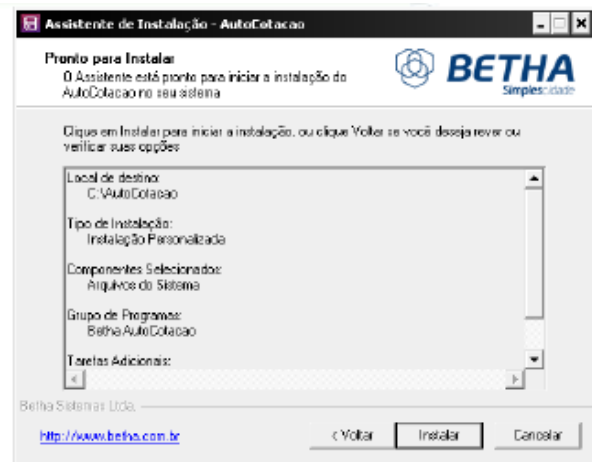 Assistente de Instalação - AutoCotacao
Pronto para Instalar
O Assistente está pronto para iniciar a instalação do
AutoCotacao no seu sistema
BETHA
Simplescidade
Clique em Instalar para iniciar a instalação, ou clique Voltar se você deseja rever ou
verificar suas opções
Local de destino:
C:\AutoCotacao
Tipo de Instalação:
Instalação Personalizada
Componentes Selecionados:
Arquivos do Sistema
Grupo de Programas:
Betha AutoCotacao
Tarefas Adicionais:
Betha Sistemas Ltda.
http://www.betha.com.br
< Voltar
Instalar
Cancelar